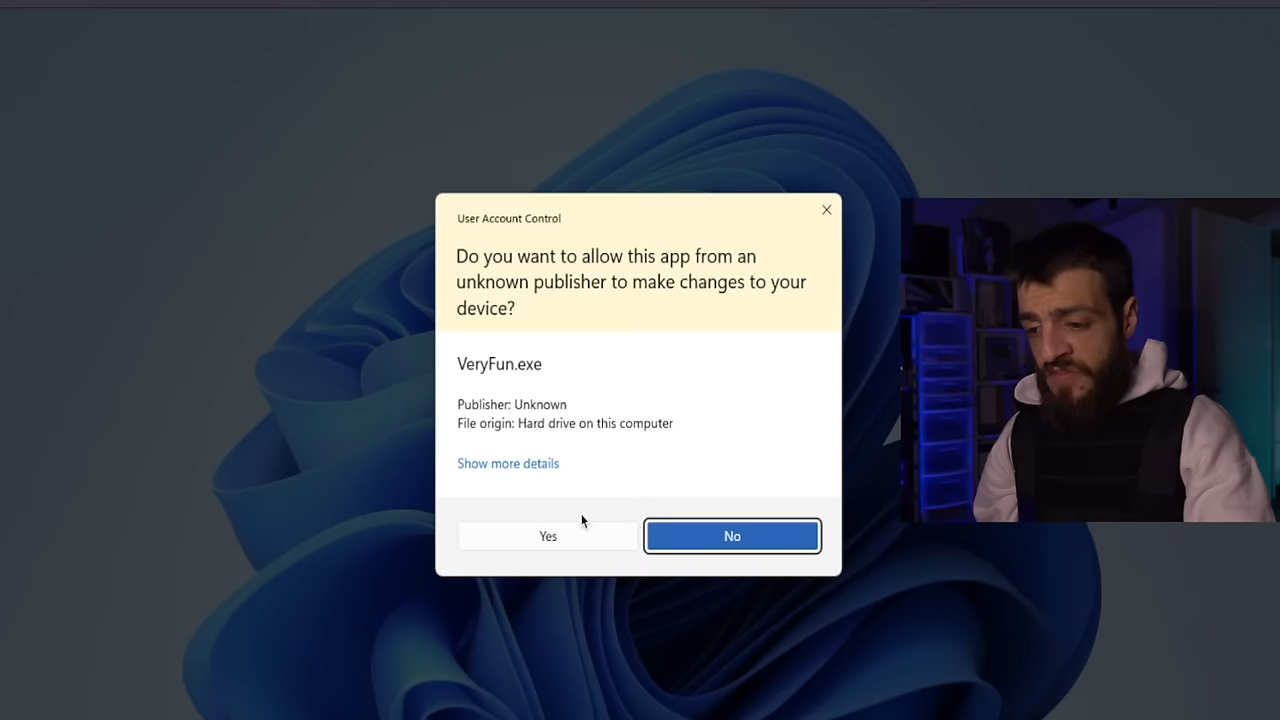 User Account Control
Do you want to allow this app from an
unknown publisher to make changes to your
device?
VeryFun.exe
Publisher: Unknown
File origin: Hard drive on this computer
Show more details
Yes
No